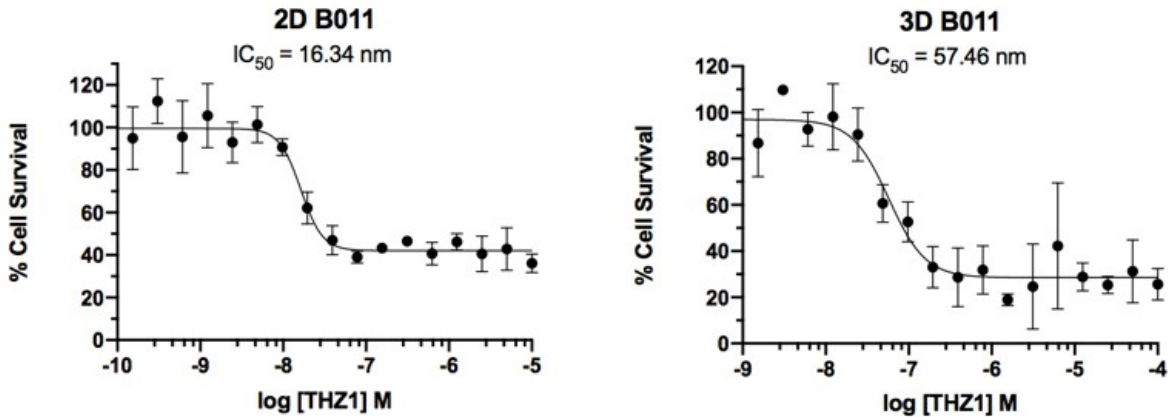 2D B011
IC50 = 16.34 nm
% Cell Survival
120
100
80
60
40
20
0
-10 -9 -8 -7 -6 -5
log [THZ1] M
3D B011
IC50 = 57.46 nm
% Cell Survival
120
100
80
60
40
20
0
-9 -8 -7 -6 -5 -4
log [THZ1] M